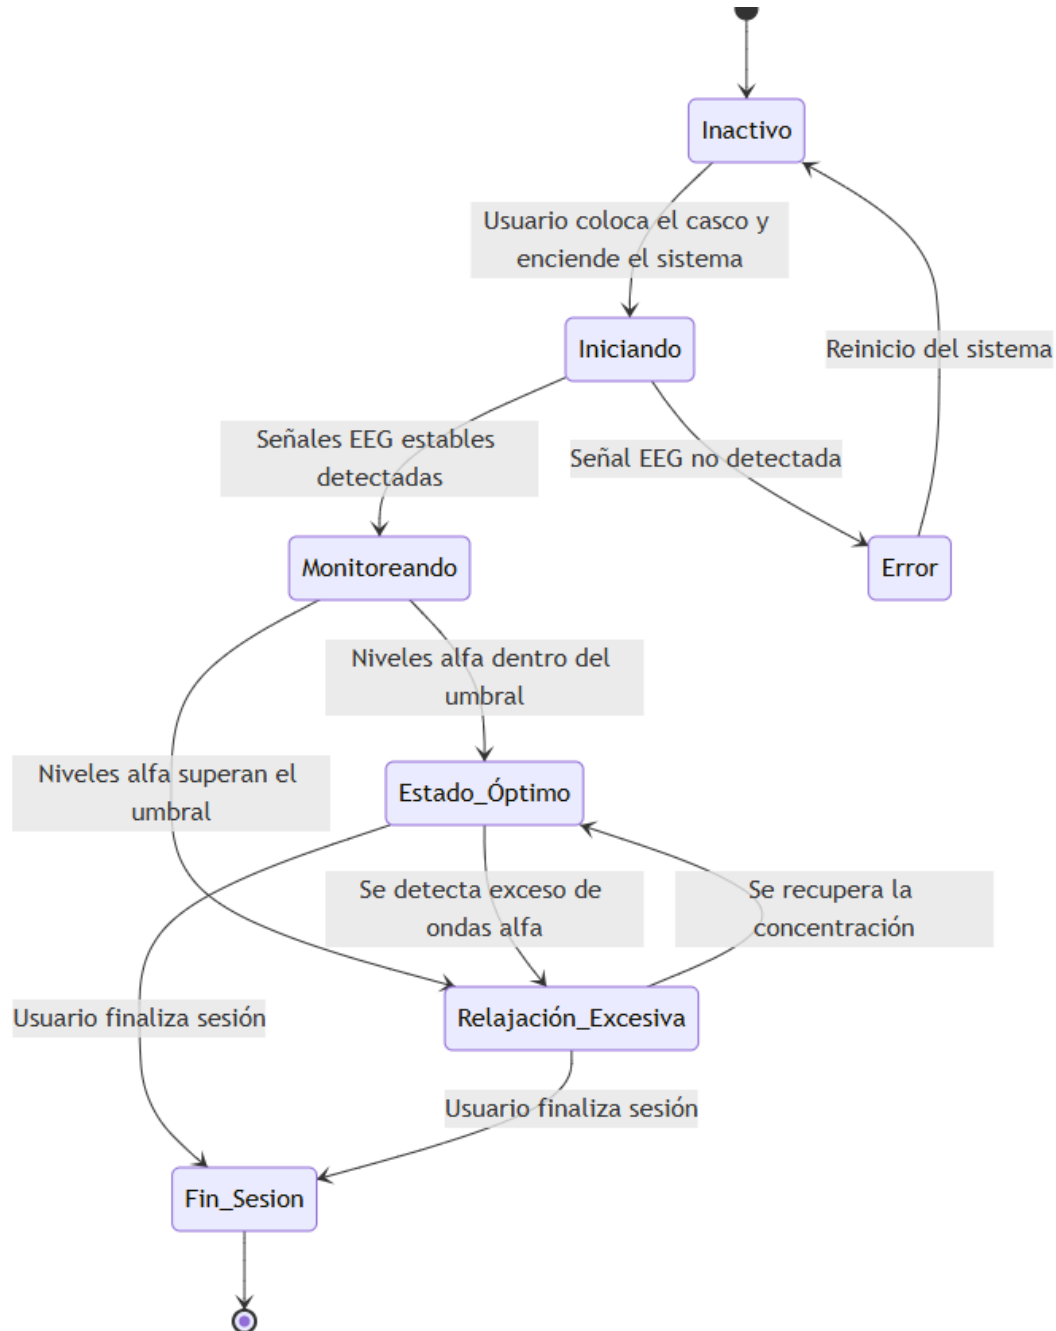 Inactivo
Usuario coloca el casco y
enciende el sistema
Iniciando
Reinicio del sistema
Señales EEG estables
detectadas
Señal EEG no detectada
Monitoreando
Error
Niveles alfa dentro del
umbral
Niveles alfa superan el
umbral
Estado_Óptimo
Se detecta exceso de
ondas alfa
Se recupera la
concentración
Usuario finaliza sesión
Relajación_Excesiva
Usuario finaliza sesión
Fin_Sesion